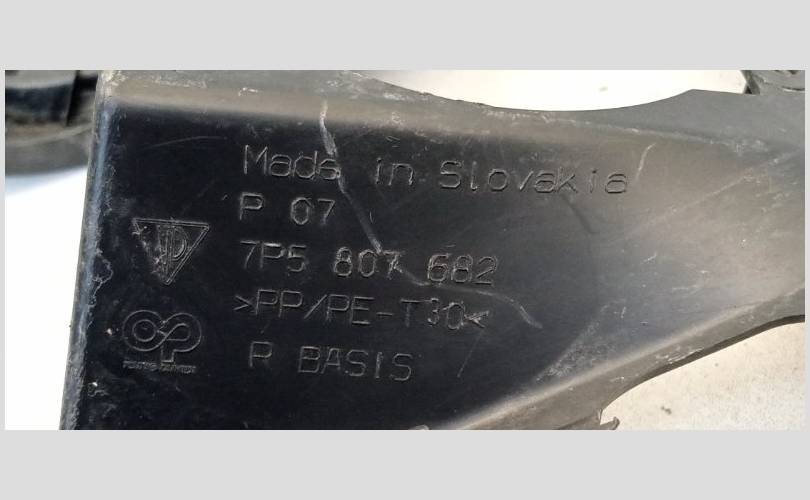 Made in Slovakia
P 07
7P5 807 682
>PP/PE-T30<
R BASIS